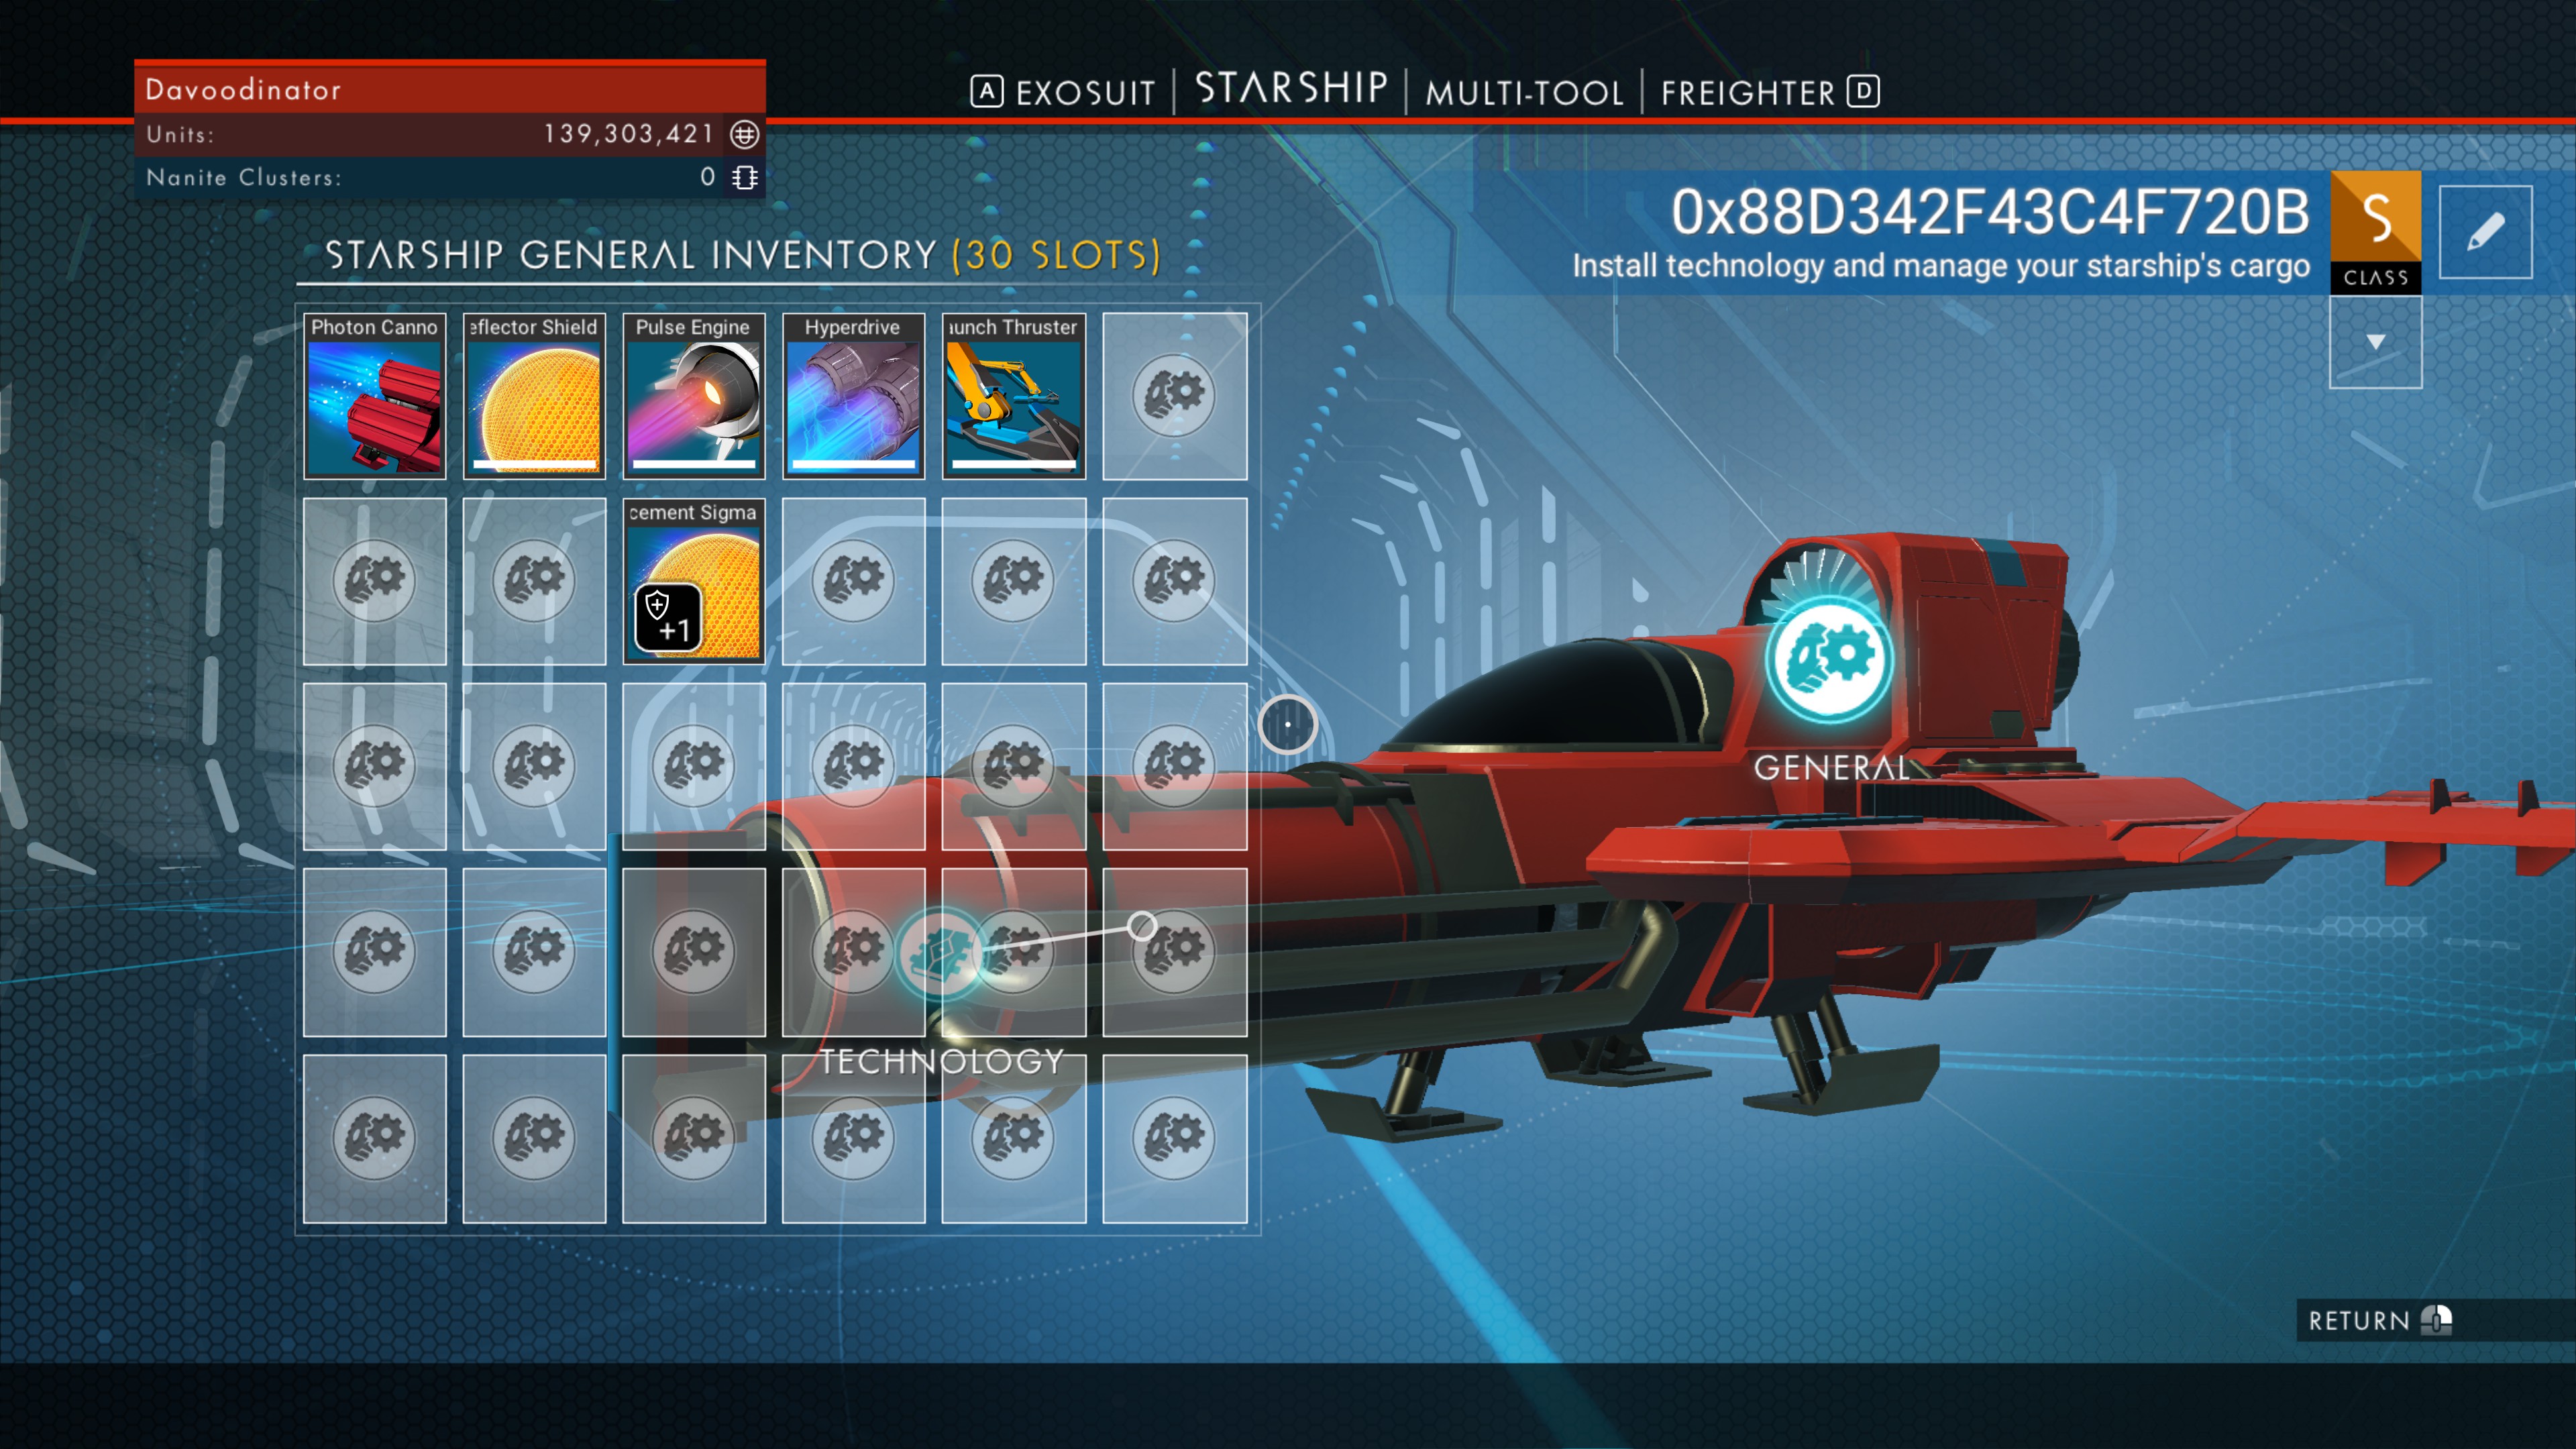 Davoodinator
Units: 139,303,421
Nanite Clusters: 0
A EXOSUIT STARSHIP MULTI-TOOL FREIGHTER D
0x88D342F43C4F720B
Install technology and manage your starship's cargo
S
CLASS
STARSHIP GENERAL INVENTORY (30 SLOTS)
Photon Canno eflector Shield Pulse Engine Hyperdrive aunch Thruster
cement Sigma
+1
GENERAL
TECHNOLOGY
RETURN